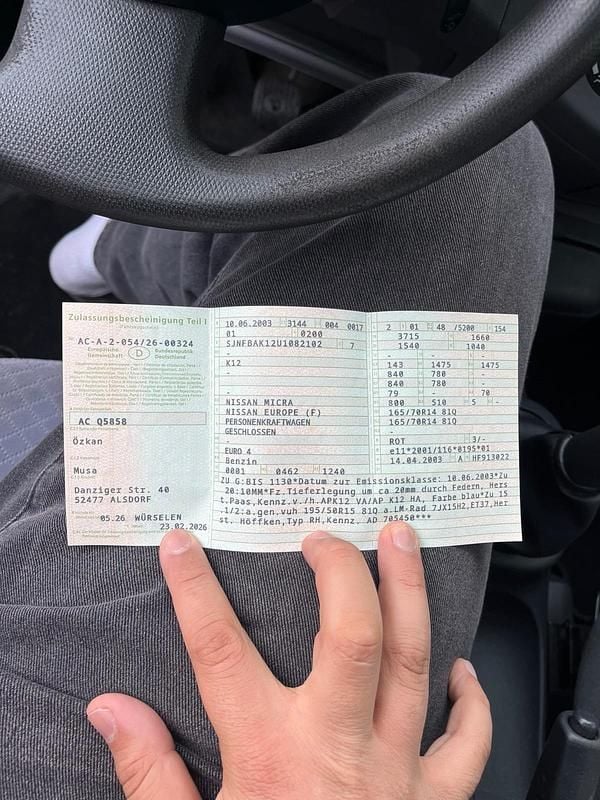 Zulassungsbescheinigung Teil I
(Fahrzeugschein)
AC-A-2-054/26-00324
Europäische Gemeinschaft D Bundesrepublik Deutschland
AC Q5858
Özkan
Musa
Danziger Str. 40
52477 ALSDORF
05.26 WÜRSELEN
23.02.2026
10.06.2003 3144 004 0017
01 0200
SJNFBAK12U1082102 7
-
K12
-
-
NISSAN MICRA
NISSAN EUROPE (F)
PERSONENKRAFTWAGEN
GESCHLOSSEN
-
EURO 4
Benzin
0001 0462 1240
2 01 48 /5200 154
3715 1660
1540 1040
-
143 1475 1475
840 780 -
840 780 -
79 - 70
800 510 5 -
165/70R14 81Q
165/70R14 81Q
-
ROT 3/-
e11*2001/116*0195*01
14.04.2003 A HF913022
ZU G:BIS 1130*Datum zur Emissionsklasse: 10.06.2003*Zu
20:10MM*Fz.Tieferlegung um ca 20mm durch Federn, Hers
t.Paas,Kennz.v./h.APK12 VA/AP K12 HA, Farbe blau*Zu 15
.1/2:a.gen.vuh 195/50R15 81Q a.LM-Rad 7JX15H2,ET37,Her
st. Höffken,Typ RH,Kennz. AD 705450***